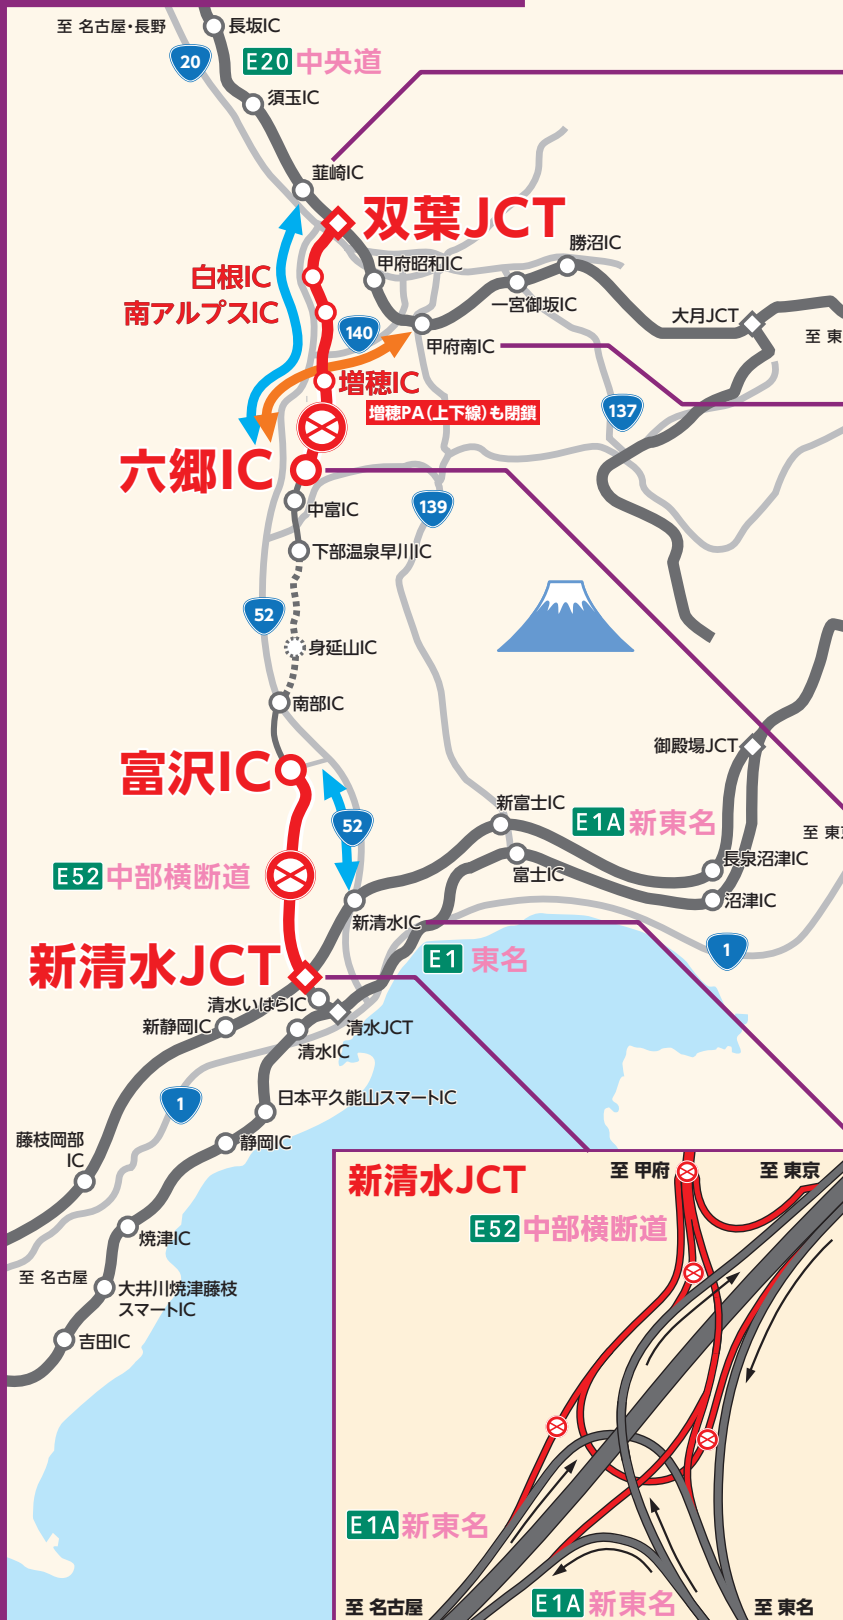 至 名古屋・長野
長坂IC
20
E20 中央道
須玉IC
韮崎IC
双葉JCT
勝沼IC
甲府昭和IC
白根IC
一宮御坂IC
南アルプスIC
大月JCT
140
至 東
甲府南IC
増穂IC
増穂PA(上下線)も閉鎖
137
六郷IC
中富IC
139
下部温泉早川IC
52
身延山IC
南部IC
御殿場JCT
富沢IC
新富士IC
E1A 新東名
52
至 東
長泉沼津IC
E52 中部横断道
富士IC
沼津IC
新清水IC
1
E1 東名
新清水JCT
清水いはらIC
新静岡IC
清水JCT
清水IC
日本平久能山スマートIC
1
静岡IC
藤枝岡部
IC
焼津IC
至 名古屋
大井川焼津藤枝
スマートIC
吉田IC
新清水JCT
至 甲府
至 東京
E52 中部横断道
E1A 新東名
E1A 新東名
至 名古屋
至 東名